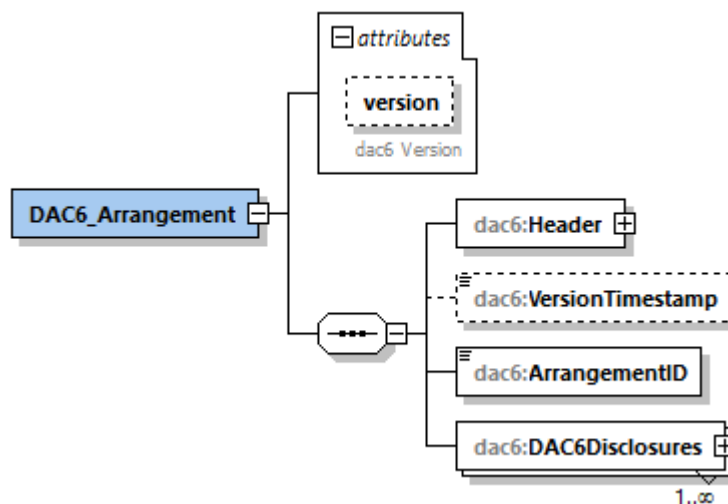 attributes
version
dac6 Version
DAC6_Arrangement
dac6:Header
dac6:VersionTimestamp
dac6:ArrangementID
dac6:DAC6Disclosures
1..∞